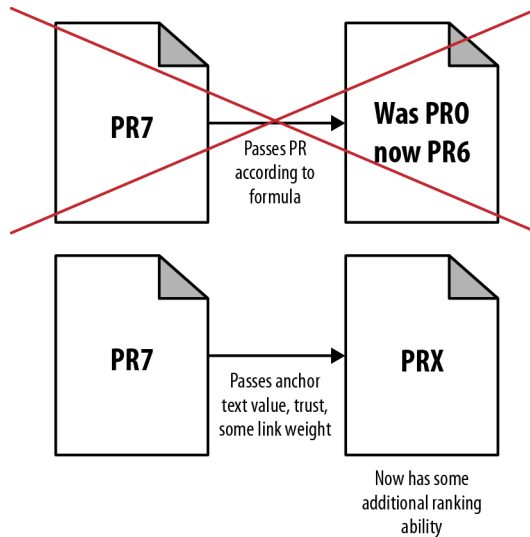 PR7
Was PR0
now PR6
Passes PR
according to
formula
PR7
PRX
Passes anchor
text value, trust,
some link weight
Now has some
additional ranking
ability